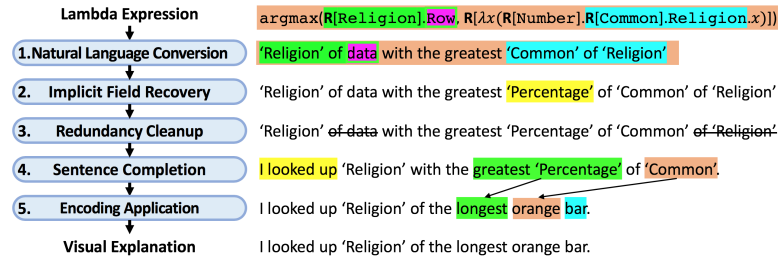 Lambda Expression
argmax(R[Religion].Row, R[λx(R[Number].R[Common].Religion.x)])
1.Natural Language Conversion
‘Religion’ of data with the greatest ‘Common’ of ‘Religion’
2. Implicit Field Recovery
‘Religion’ of data with the greatest ‘Percentage’ of ‘Common’ of ‘Religion’
3. Redundancy Cleanup
‘Religion’ of data with the greatest ‘Percentage’ of ‘Common’ of ‘Religion’
4. Sentence Completion
I looked up ‘Religion’ with the greatest ‘Percentage’ of ‘Common’.
5. Encoding Application
I looked up ‘Religion’ of the longest orange bar.
Visual Explanation
I looked up ‘Religion’ of the longest orange bar.